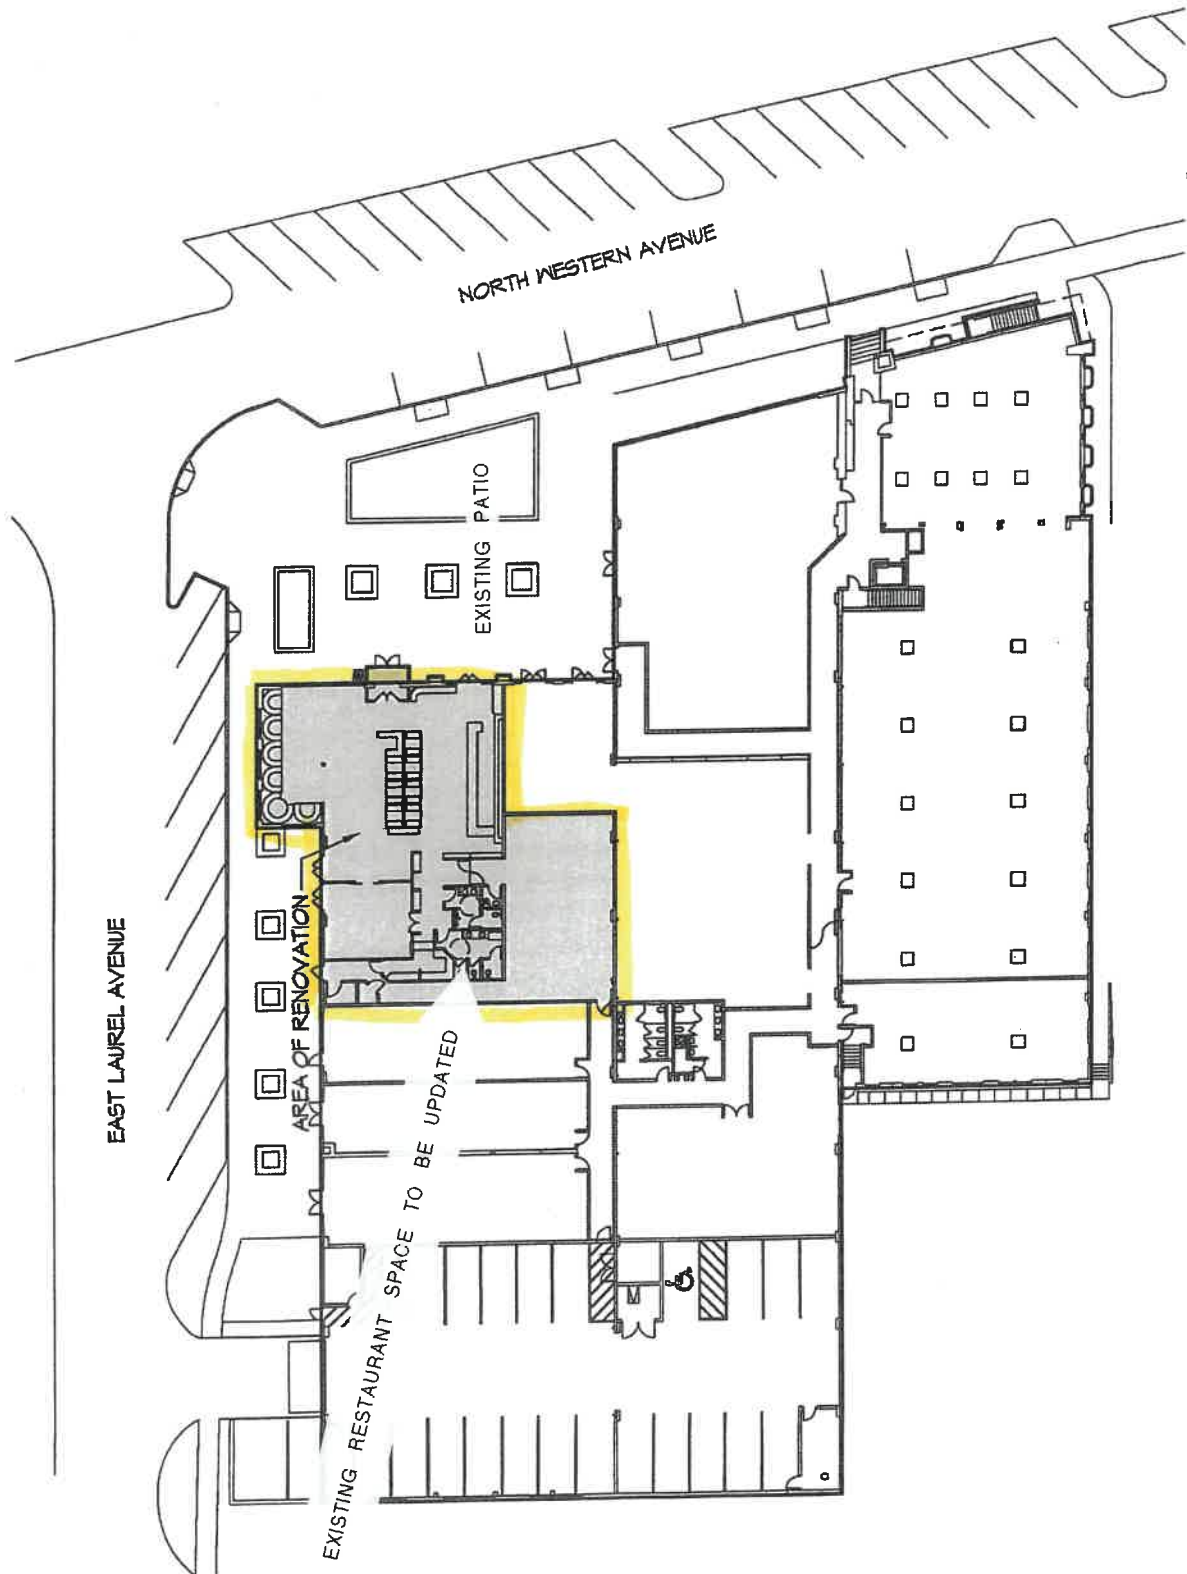 NORTH WESTERN AVENUE
EXISTING PATIO
EAST LAUREL AVENUE
AREA OF RENOVATION
EXISTING RESTAURANT SPACE TO BE UPDATED